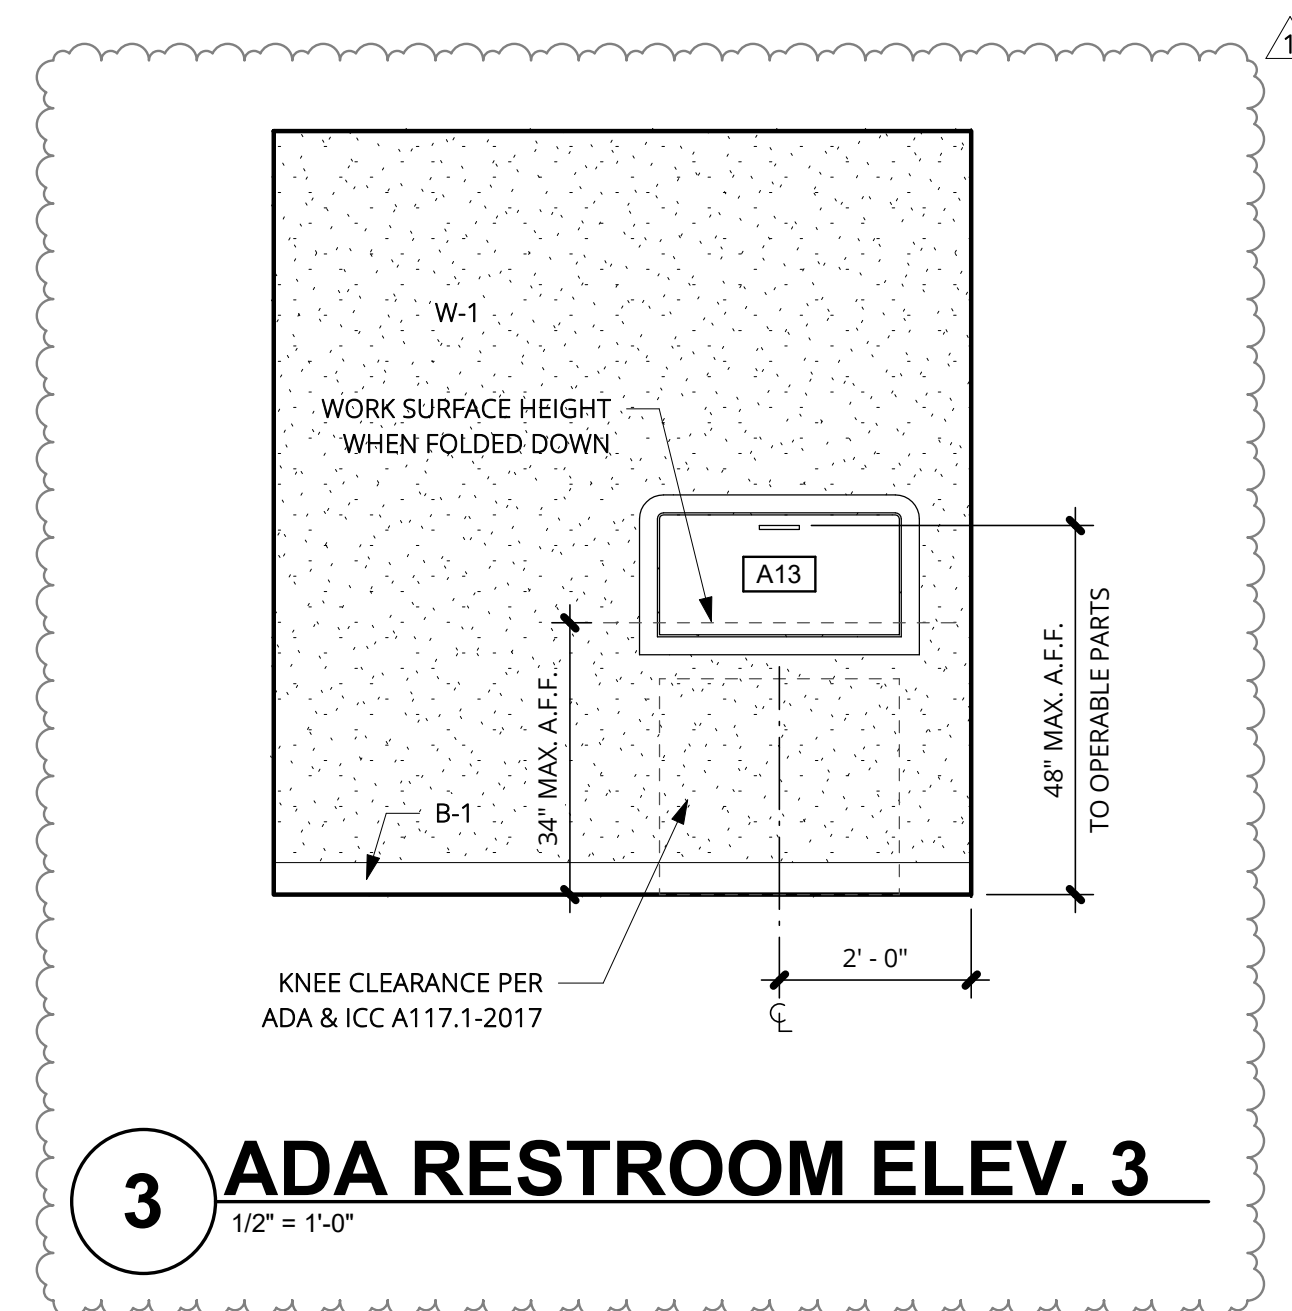 1
W-1
WORK SURFACE HEIGHT
WHEN FOLDED DOWN
A13
34" MAX. A.F.F.
48" MAX. A.F.F.
TO OPERABLE PARTS
B-1
2' - 0"
KNEE CLEARANCE PER
ADA & ICC A117.1-2017
CL
3
ADA RESTROOM ELEV. 3
1/2" = 1'-0"